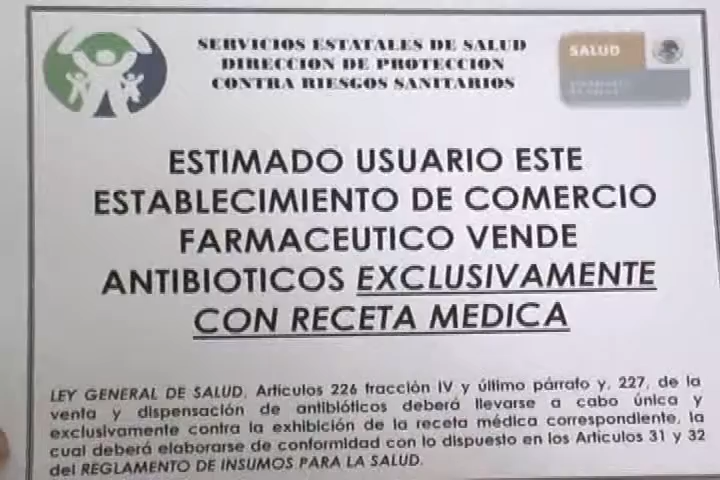 SERVICIOS ESTATALES DE SALUD
DIRECCION DE PROTECCION
CONTRA RIESGOS SANITARIOS
SALUD
ESTIMADO USUARIO ESTE
ESTABLECIMIENTO DE COMERCIO
FARMACEUTICO VENDE
ANTIBIOTICOS EXCLUSIVAMENTE
CON RECETA MEDICA
LEY GENERAL DE SALUD, Artículos 226 fracción IV y último párrafo y, 227, de la
venta y dispensación de antibióticos deberá llevarse a cabo única y
exclusivamente contra la exhibición de la receta médica correspondiente, la
cual deberá elaborarse de conformidad con lo dispuesto en los Artículos 31 y 32
del REGLAMENTO DE INSUMOS PARA LA SALUD.